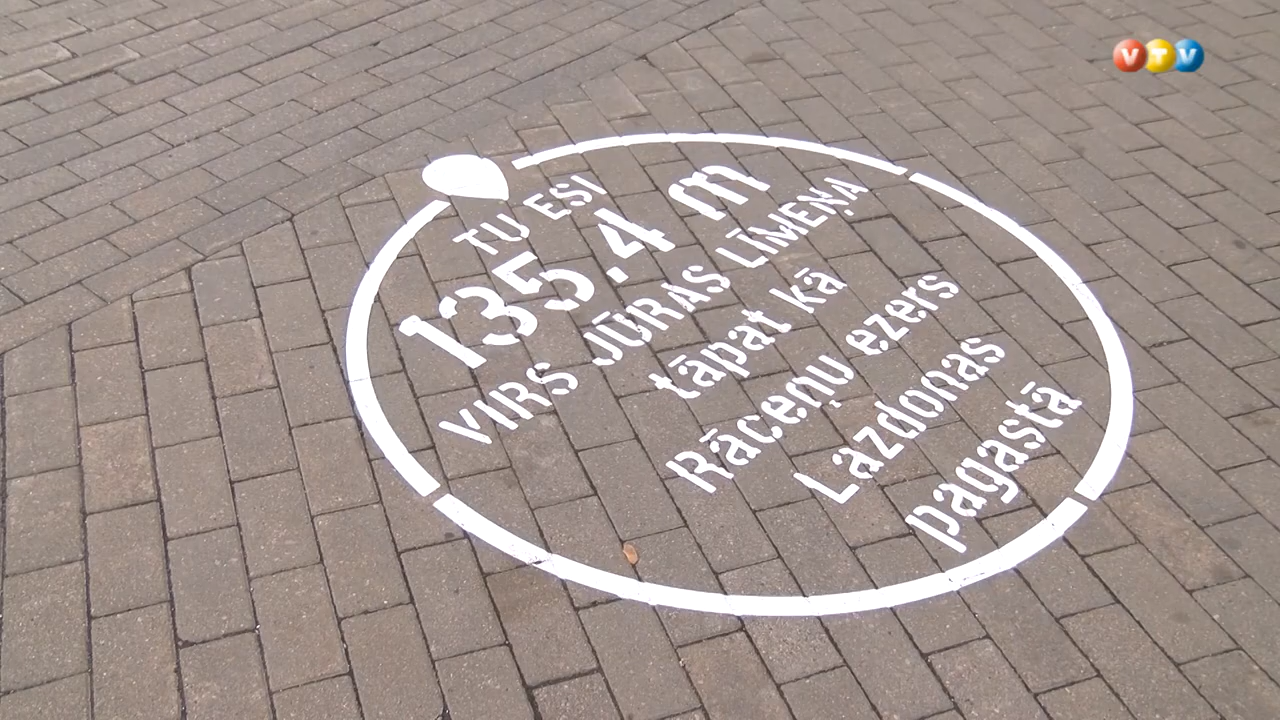 TU ESI
135.4 m
VIRS JŪRAS LĪMEŅA
tāpat kā
Rāceņu ezers
Lazdonas
pagastā
VTV